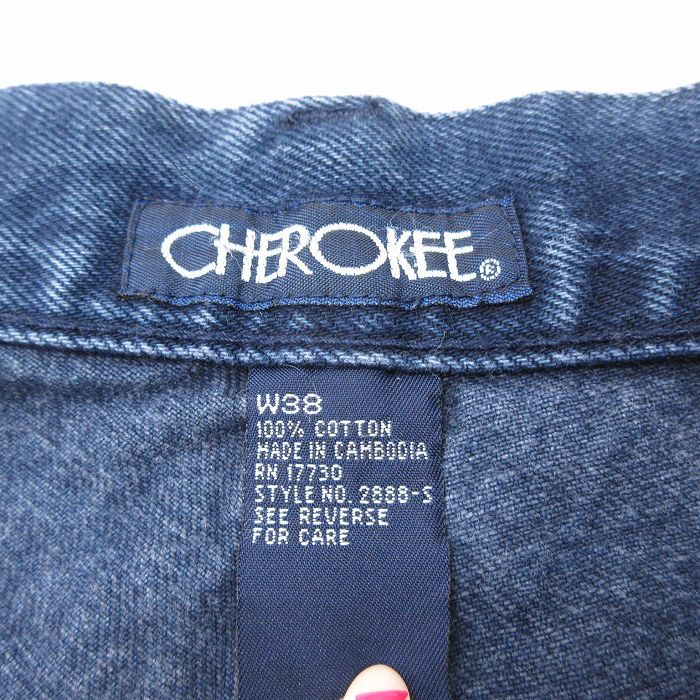 CHEROKEE®
W38
100% COTTON
MADE IN CAMBODIA
RN 17730
STYLE NO. 2888-S
SEE REVERSE
FOR CARE